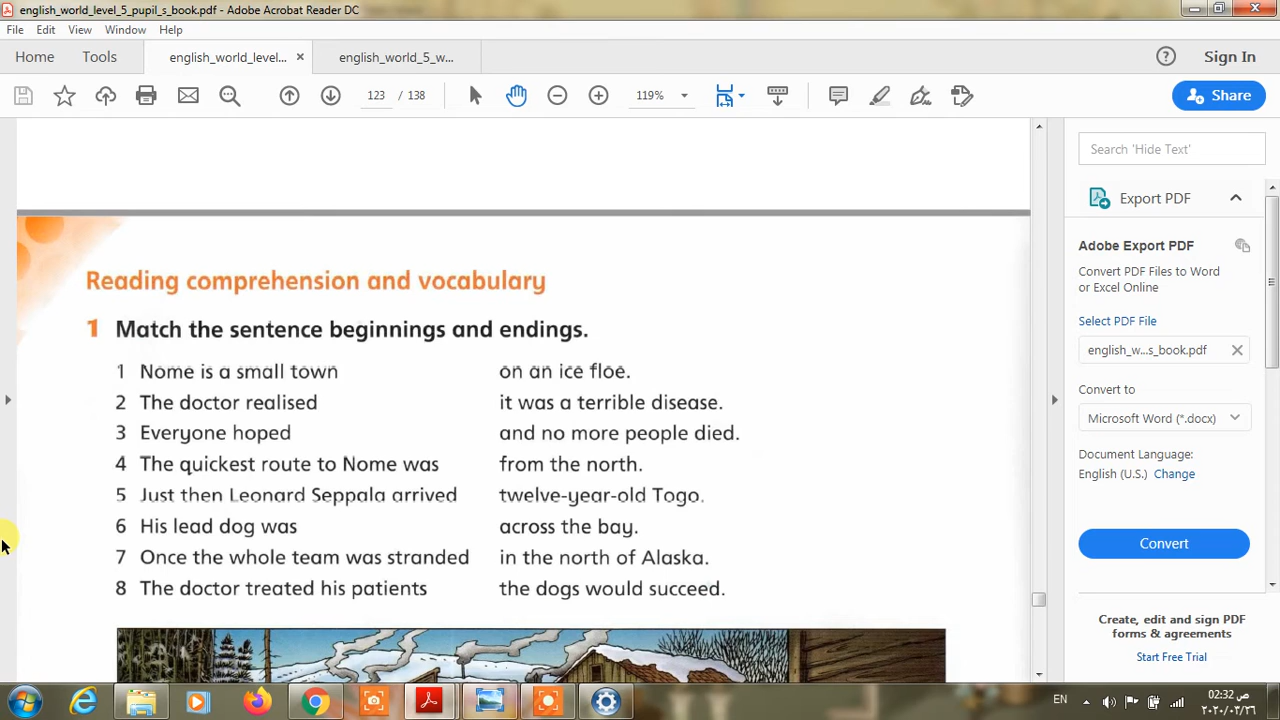 english_world_level_5_pupil_s_book.pdf - Adobe Acrobat Reader DC
File Edit View Window Help
Home Tools english_world_level... × english_world_5_w... Sign In
123 / 138 119% Share
Search 'Hide Text'
Export PDF
Adobe Export PDF
Convert PDF Files to Word
or Excel Online
Select PDF File
english_w...s_book.pdf
Convert to
Microsoft Word (*.docx)
Document Language:
English (U.S.) Change
Convert
Create, edit and sign PDF
forms & agreements
Start Free Trial
Reading comprehension and vocabulary
1 Match the sentence beginnings and endings.
1 Nome is a small town on an ice floe.
2 The doctor realised it was a terrible disease.
3 Everyone hoped and no more people died.
4 The quickest route to Nome was from the north.
5 Just then Leonard Seppala arrived twelve-year-old Togo.
6 His lead dog was across the bay.
7 Once the whole team was stranded in the north of Alaska.
8 The doctor treated his patients the dogs would succeed.
EN 02:32 ص
٢٠٢٠/٠٣/٢٦